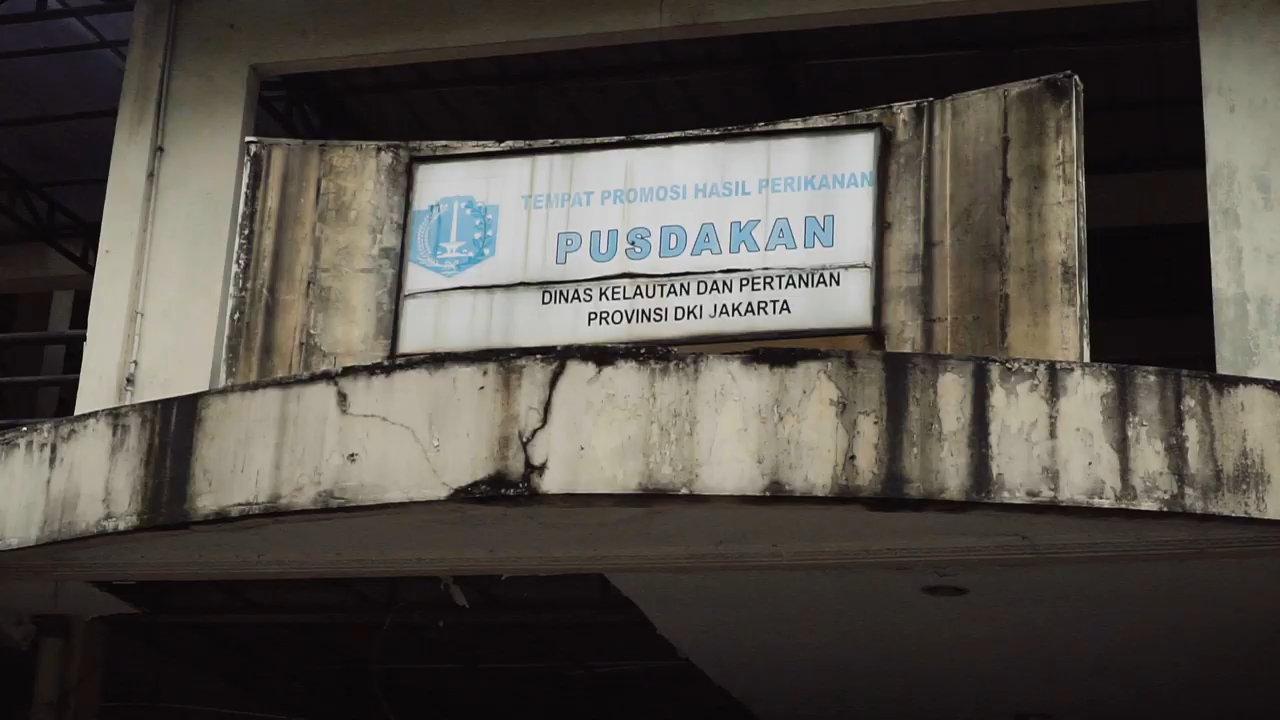 TEMPAT PROMOSI HASIL PERIKANAN
PUSDAKAN
DINAS KELAUTAN DAN PERTANIAN
PROVINSI DKI JAKARTA